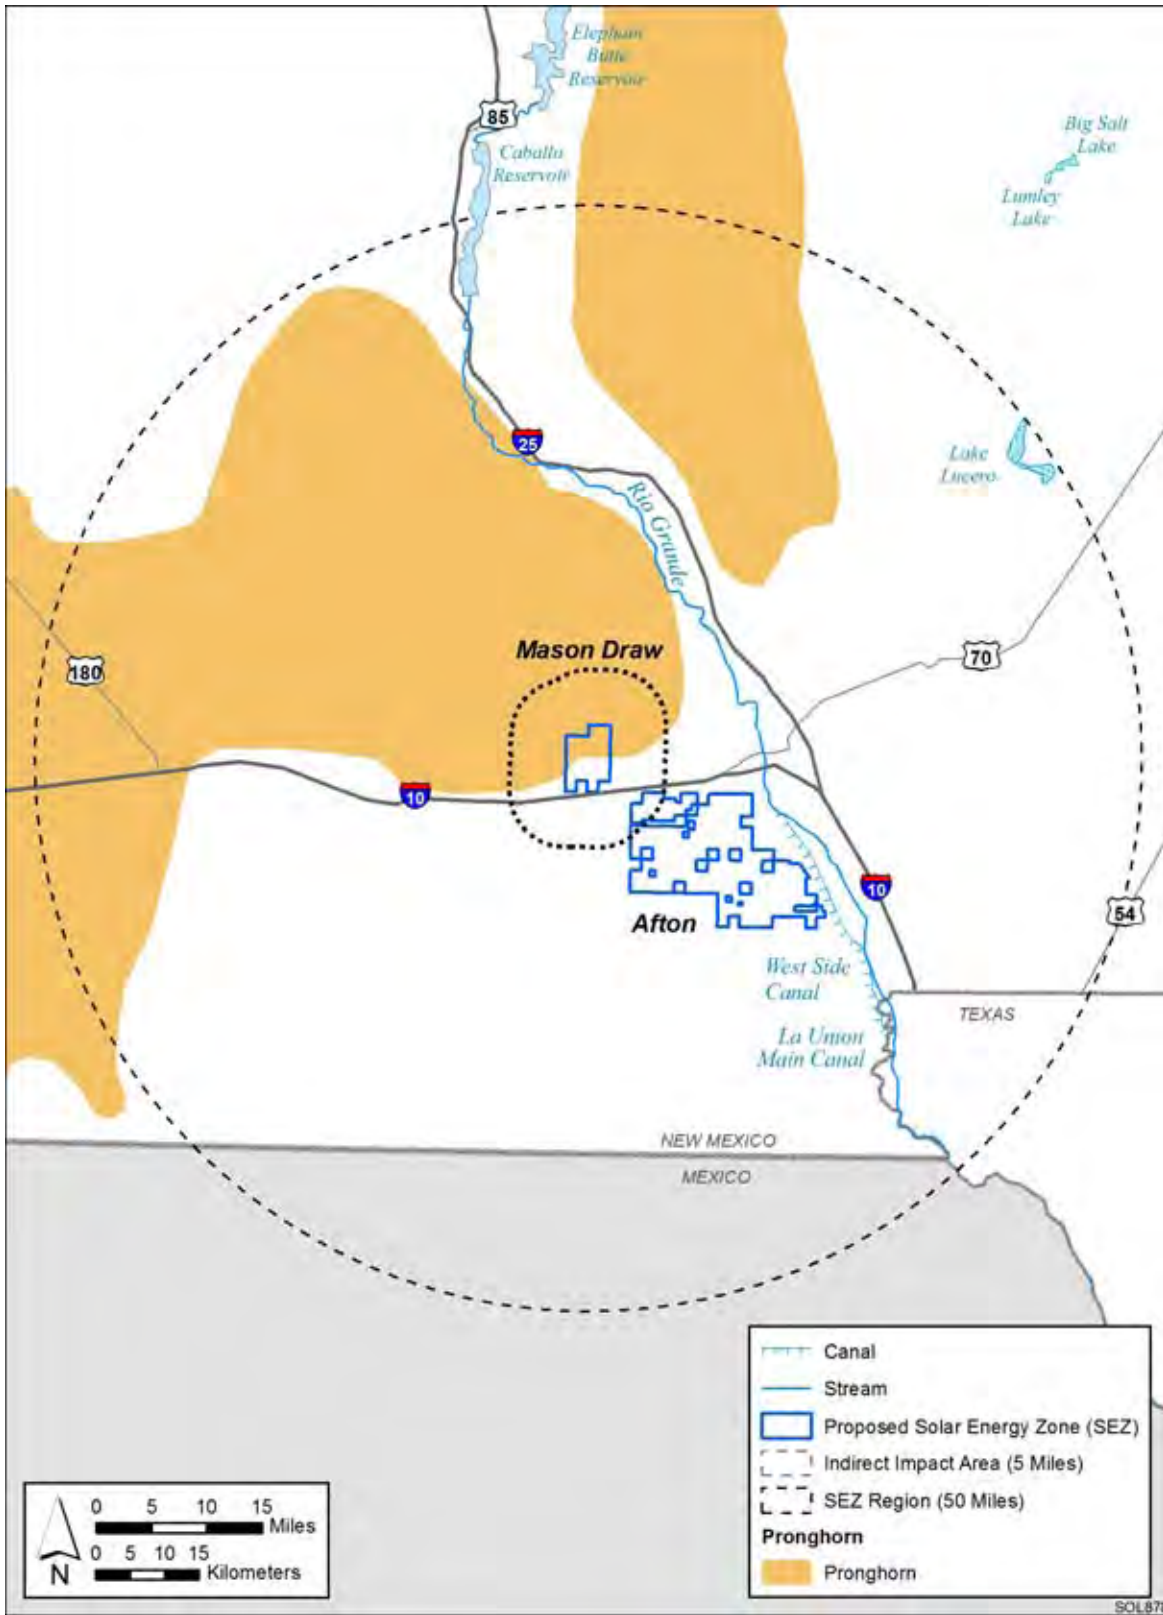 Elephant
Butte
Reservoir
85
Caballo
Reservoir
Big Salt
Lake
Lumley
Lake
25
Lake
Lucero
Rio Grande
Mason Draw
70
180
10
10
54
Afton
West Side
Canal
TEXAS
La Union
Main Canal
NEW MEXICO
MEXICO
Canal
Stream
Proposed Solar Energy Zone (SEZ)
Indirect Impact Area (5 Miles)
SEZ Region (50 Miles)
Pronghorn
Pronghorn
0 5 10 15
Miles
0 5 10 15
Kilometers
N
SOL878